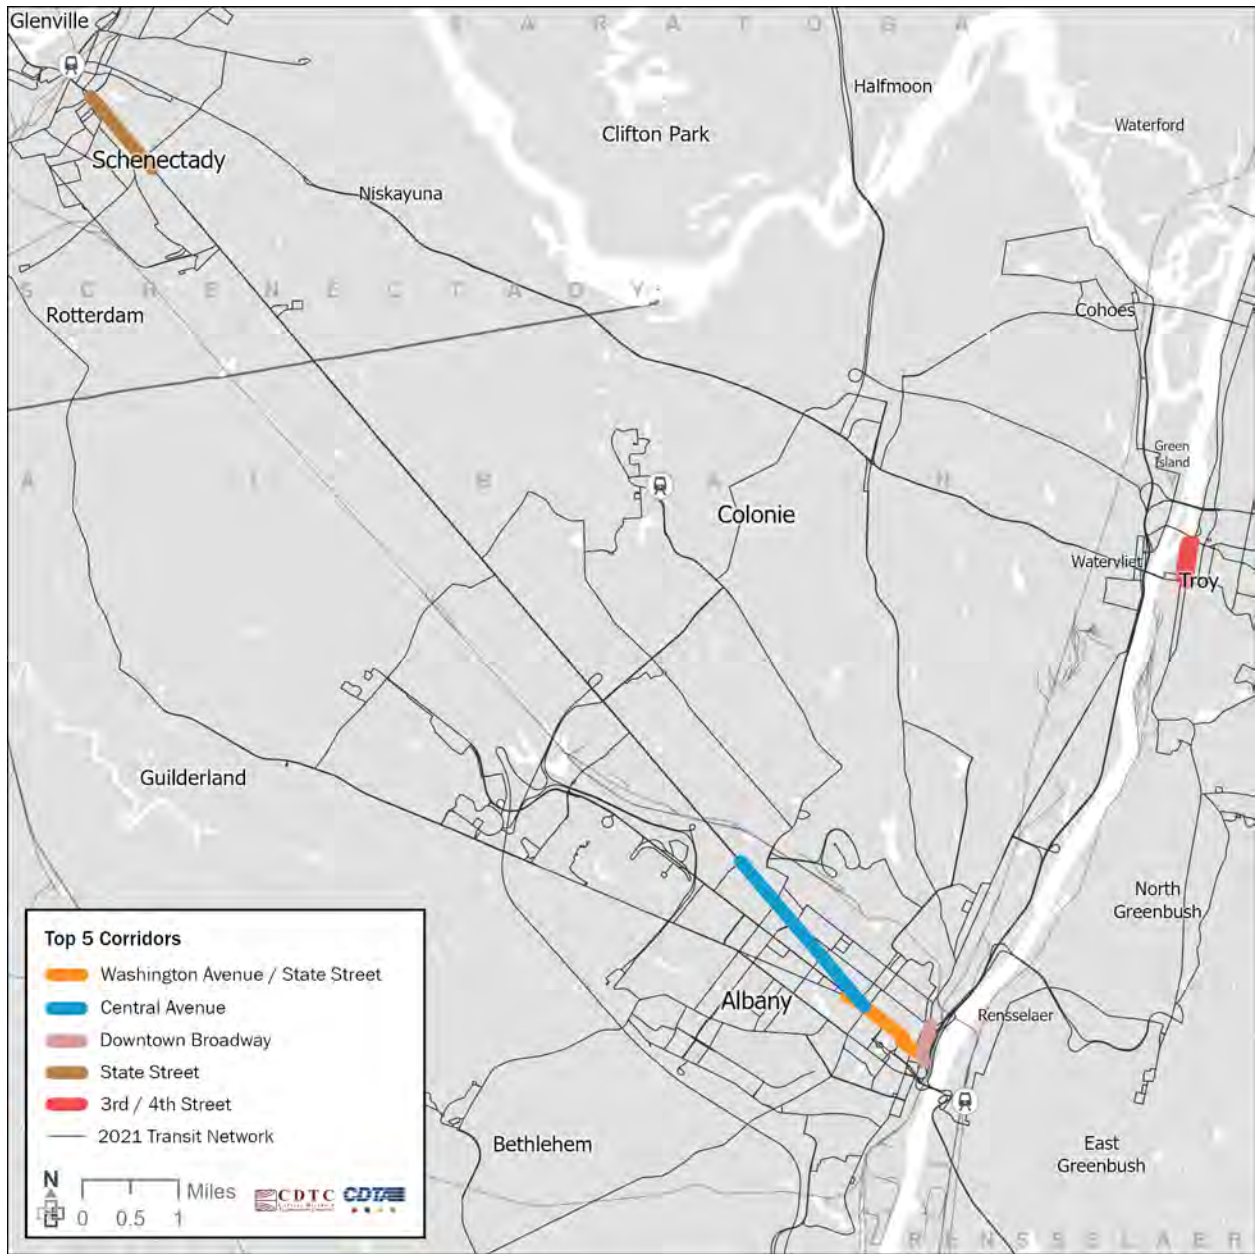 Glenville
S A R A T O G A
Halfmoon
Clifton Park
Waterford
Schenectady
Niskayuna
S C H E N E C T A D Y
Rotterdam
Cohoes
Green
Island
A L B A N Y
Colonie
Watervliet
Troy
Guilderland
North
Greenbush
Albany
Rensselaer
Bethlehem
East
Greenbush
R E N S S E L A E R
Top 5 Corridors
Washington Avenue / State Street
Central Avenue
Downtown Broadway
State Street
3rd / 4th Street
2021 Transit Network
N
Miles
0 0.5 1
CDTC
CDTA